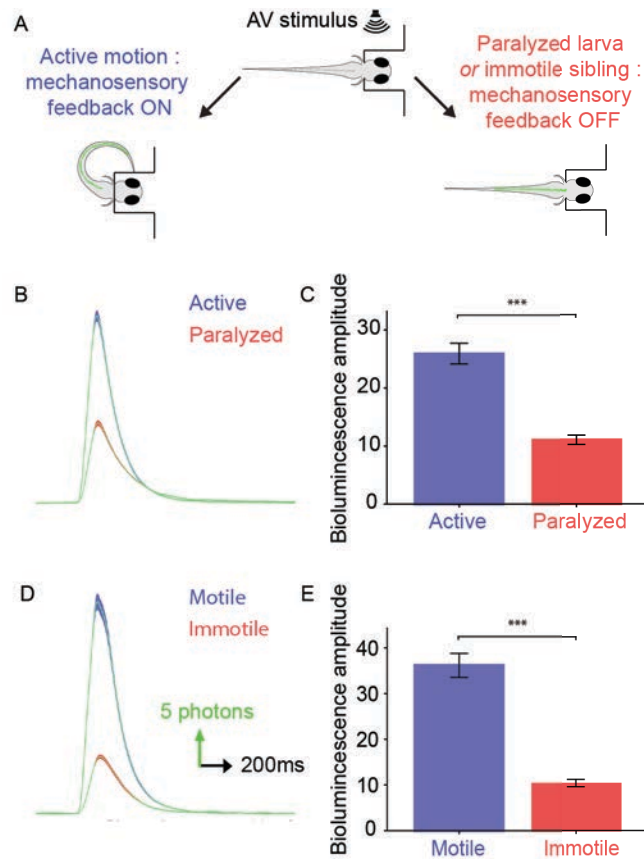 A
AV stimulus
Active motion :
mechanosensory
feedback ON
Paralyzed larva
or immotile sibling :
mechanosensory
feedback OFF
B
Active
Paralyzed
C
***
Bioluminescence amplitude
30
20
10
0
Active
Paralyzed
D
Motile
Immotile
5 photons
200ms
E
***
Bioluminescence amplitude
40
30
20
10
0
Motile
Immotile